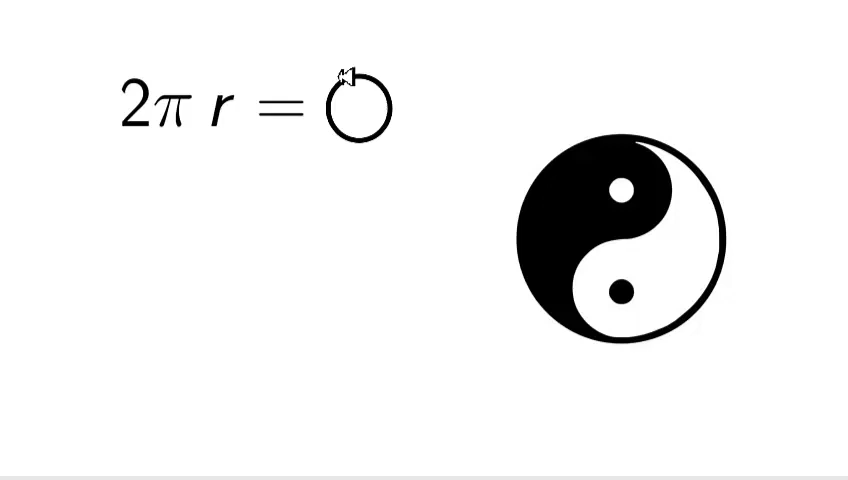 2π r =